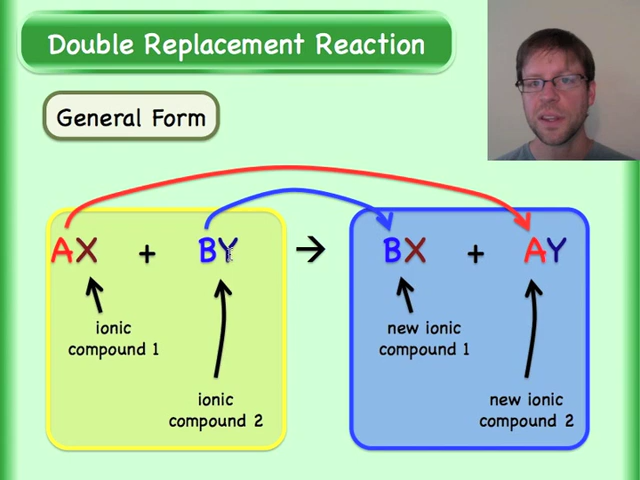 Double Replacement Reaction
General Form
AX + BY → BX + AY
ionic
compound 1
new ionic
compound 1
ionic
compound 2
new ionic
compound 2